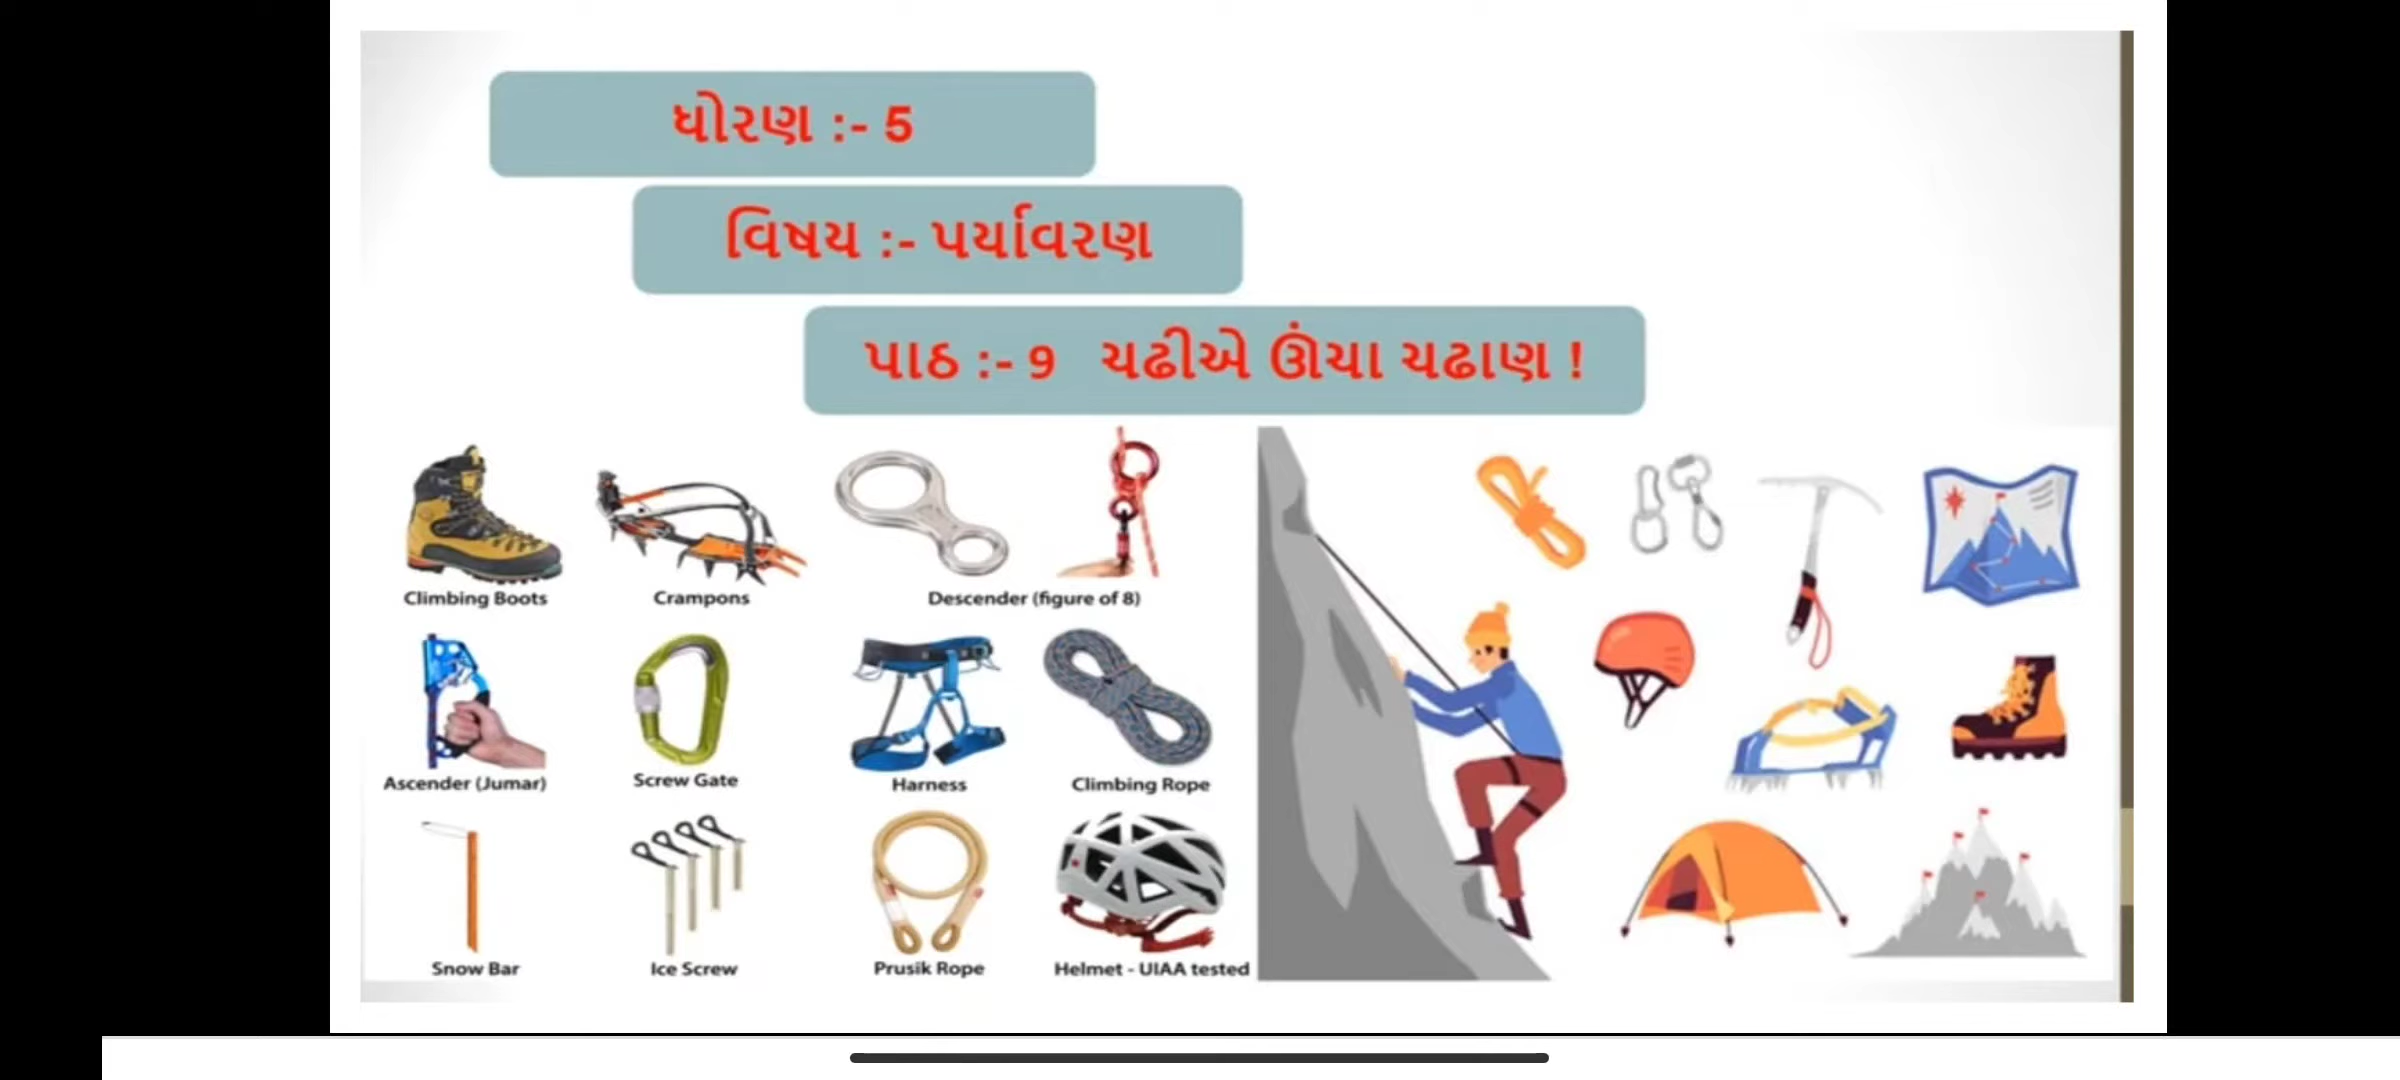 ધોરણ :- 5
વિષય :- પર્યાવરણ
પાઠ :- 9 ચઢીએ ઊંચા ચઢાણ !
Climbing Boots
Crampons
Descender (figure of 8)
Ascender (Jumar)
Screw Gate
Harness
Climbing Rope
Snow Bar
Ice Screw
Prusik Rope
Helmet - UIAA tested